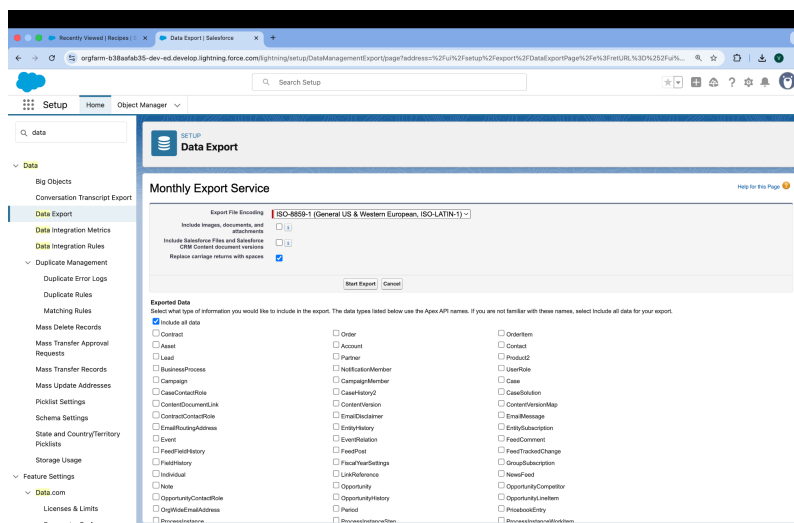 Recently Viewed | Recipes | S
Data Export | Salesforce
orgfarm-b38aafab35-dev-ed.develop.lightning.force.com/lightning/setup/DataManagementExport/page?address=%2Fui%2Fsetup%2Fexport%2FDataExportPage%2Fe%3FretURL%3D%252Fui%...
Search Setup
Setup
Home
Object Manager
data
SETUP
Data Export
Data
Big Objects
Conversation Transcript Export
Data Export
Data Integration Metrics
Data Integration Rules
Duplicate Management
Duplicate Error Logs
Duplicate Rules
Matching Rules
Mass Delete Records
Mass Transfer Approval
Requests
Mass Transfer Records
Mass Update Addresses
Picklist Settings
Schema Settings
State and Country/Territory
Picklists
Storage Usage
Feature Settings
Data.com
Licenses & Limits
Monthly Export Service
Help for this Page
Export File Encoding
ISO-8859-1 (General US & Western European, ISO-LATIN-1)
Include images, documents, and
attachments
Include Salesforce Files and Salesforce
CRM Content document versions
Replace carriage returns with spaces
Start Export
Cancel
Exported Data
Select what type of information you would like to include in the export. The data types listed below use the Apex API names. If you are not familiar with these names, select Include all data for your export.
Include all data
Contract Order OrderItem
Asset Account Contact
Lead Partner Product2
BusinessProcess NotificationMember UserRole
Campaign CampaignMember Case
CaseContactRole CaseHistory2 CaseSolution
ContentDocumentLink ContentVersion ContentVersionMap
ContractContactRole EmailDisclaimer EmailMessage
EmailRoutingAddress EntityHistory EntitySubscription
Event EventRelation FeedComment
FeedFieldHistory FeedPost FeedTrackedChange
FieldHistory FiscalYearSettings GroupSubscription
Individual LinkReference NewsFeed
Note Opportunity OpportunityCompetitor
OpportunityContactRole OpportunityHistory OpportunityLineItem
OrgWideEmailAddress Period PricebookEntry
ProcessInstance ProcessInstanceStep ProcessInstanceWorkitem